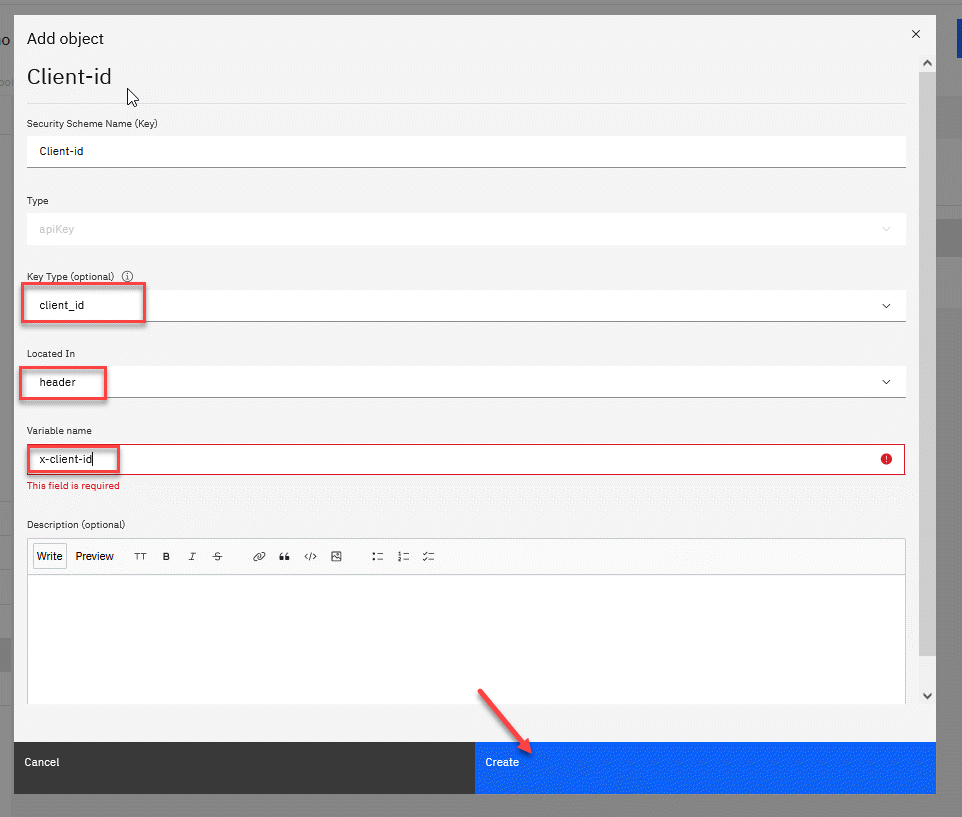 Add object
Client-id
Security Scheme Name (Key)
Client-id
Type
apiKey
Key Type (optional)
client_id
Located In
header
Variable name
x-client-id
This field is required
Description (optional)
Write Preview TT B I S
Cancel Create